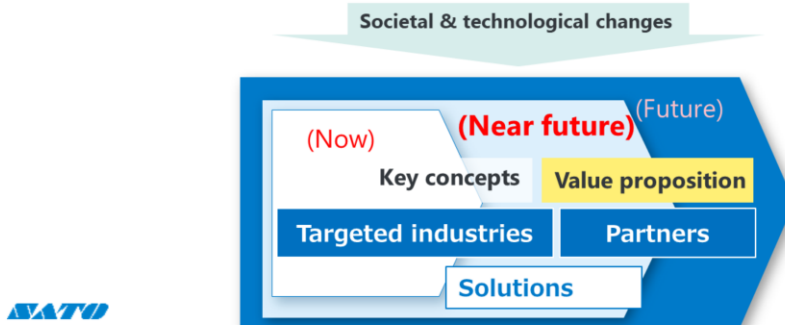 Societal & technological changes
(Future)
(Near future)
(Now)
Key concepts
Value proposition
Targeted industries
Partners
Solutions
SATO